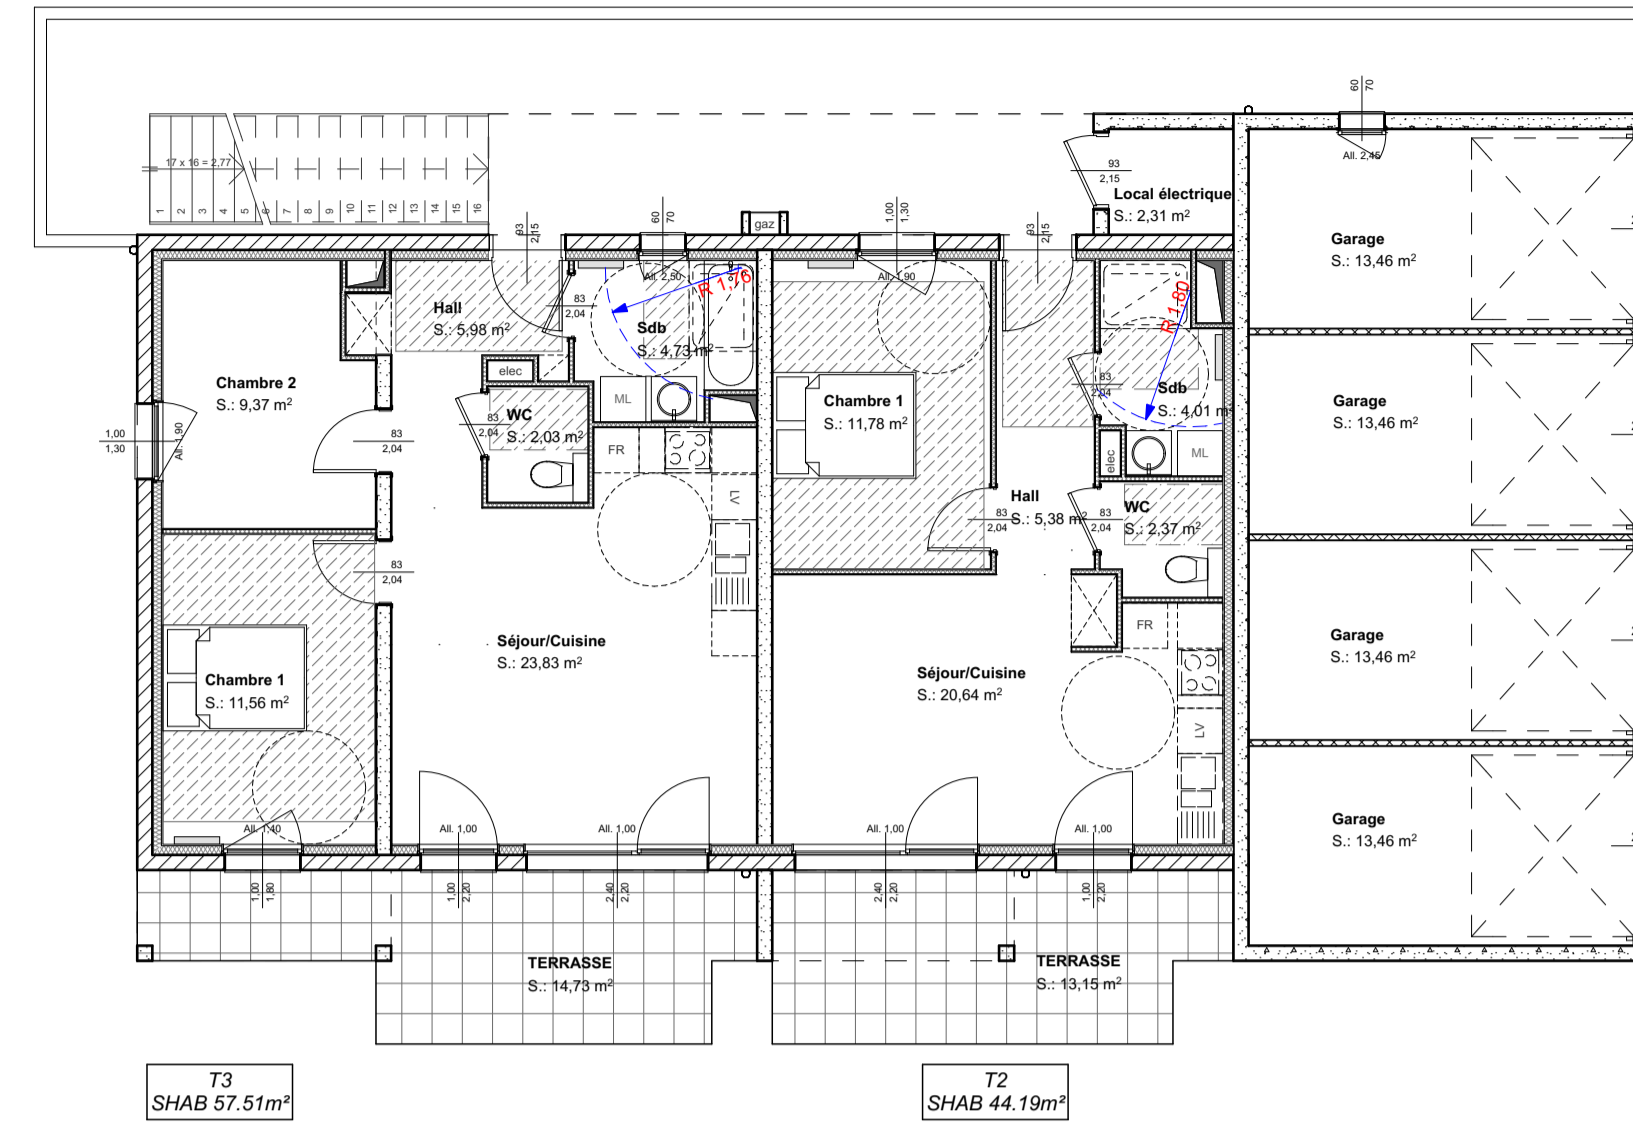 60
70
17 x 16 = 2,77
1 2 3 4 5 6 7 8 9 10 11 12 13 14 15 16
93
2,15
60
70
gaz
1,00
1,30
93
2,15
93
2,15
Local électrique
S.: 2,31 m²
All. 2,45
Garage
S.: 13,46 m²
All. 2,50
R 1,76
All. 1,90
R 1,80
Hall
S.: 5,98 m²
83
2,04
Sdb
S.: 4,73 m²
elec
ML
Chambre 2
S.: 9,37 m²
1,00
1,30
All. 1,90
83
2,04
WC
S.: 2,03 m²
83
2,04
FR
LV
Chambre 1
S.: 11,78 m²
83
2,04
Sdb
S.: 4,01 m²
elec
ML
Garage
S.: 13,46 m²
Hall
S.: 5,38 m²
83
2,04
83
2,04
WC
S.: 2,37 m²
83
2,04
Séjour/Cuisine
S.: 23,83 m²
FR
LV
Séjour/Cuisine
S.: 20,64 m²
Garage
S.: 13,46 m²
Chambre 1
S.: 11,56 m²
Garage
S.: 13,46 m²
All. 1,40
All. 1,00
All. 1,00
All. 1,00
All. 1,00
1,00
1,80
1,00
2,20
2,40
2,20
2,40
2,20
1,00
2,20
TERRASSE
S.: 14,73 m²
TERRASSE
S.: 13,15 m²
T3
SHAB 57.51m²
T2
SHAB 44.19m²